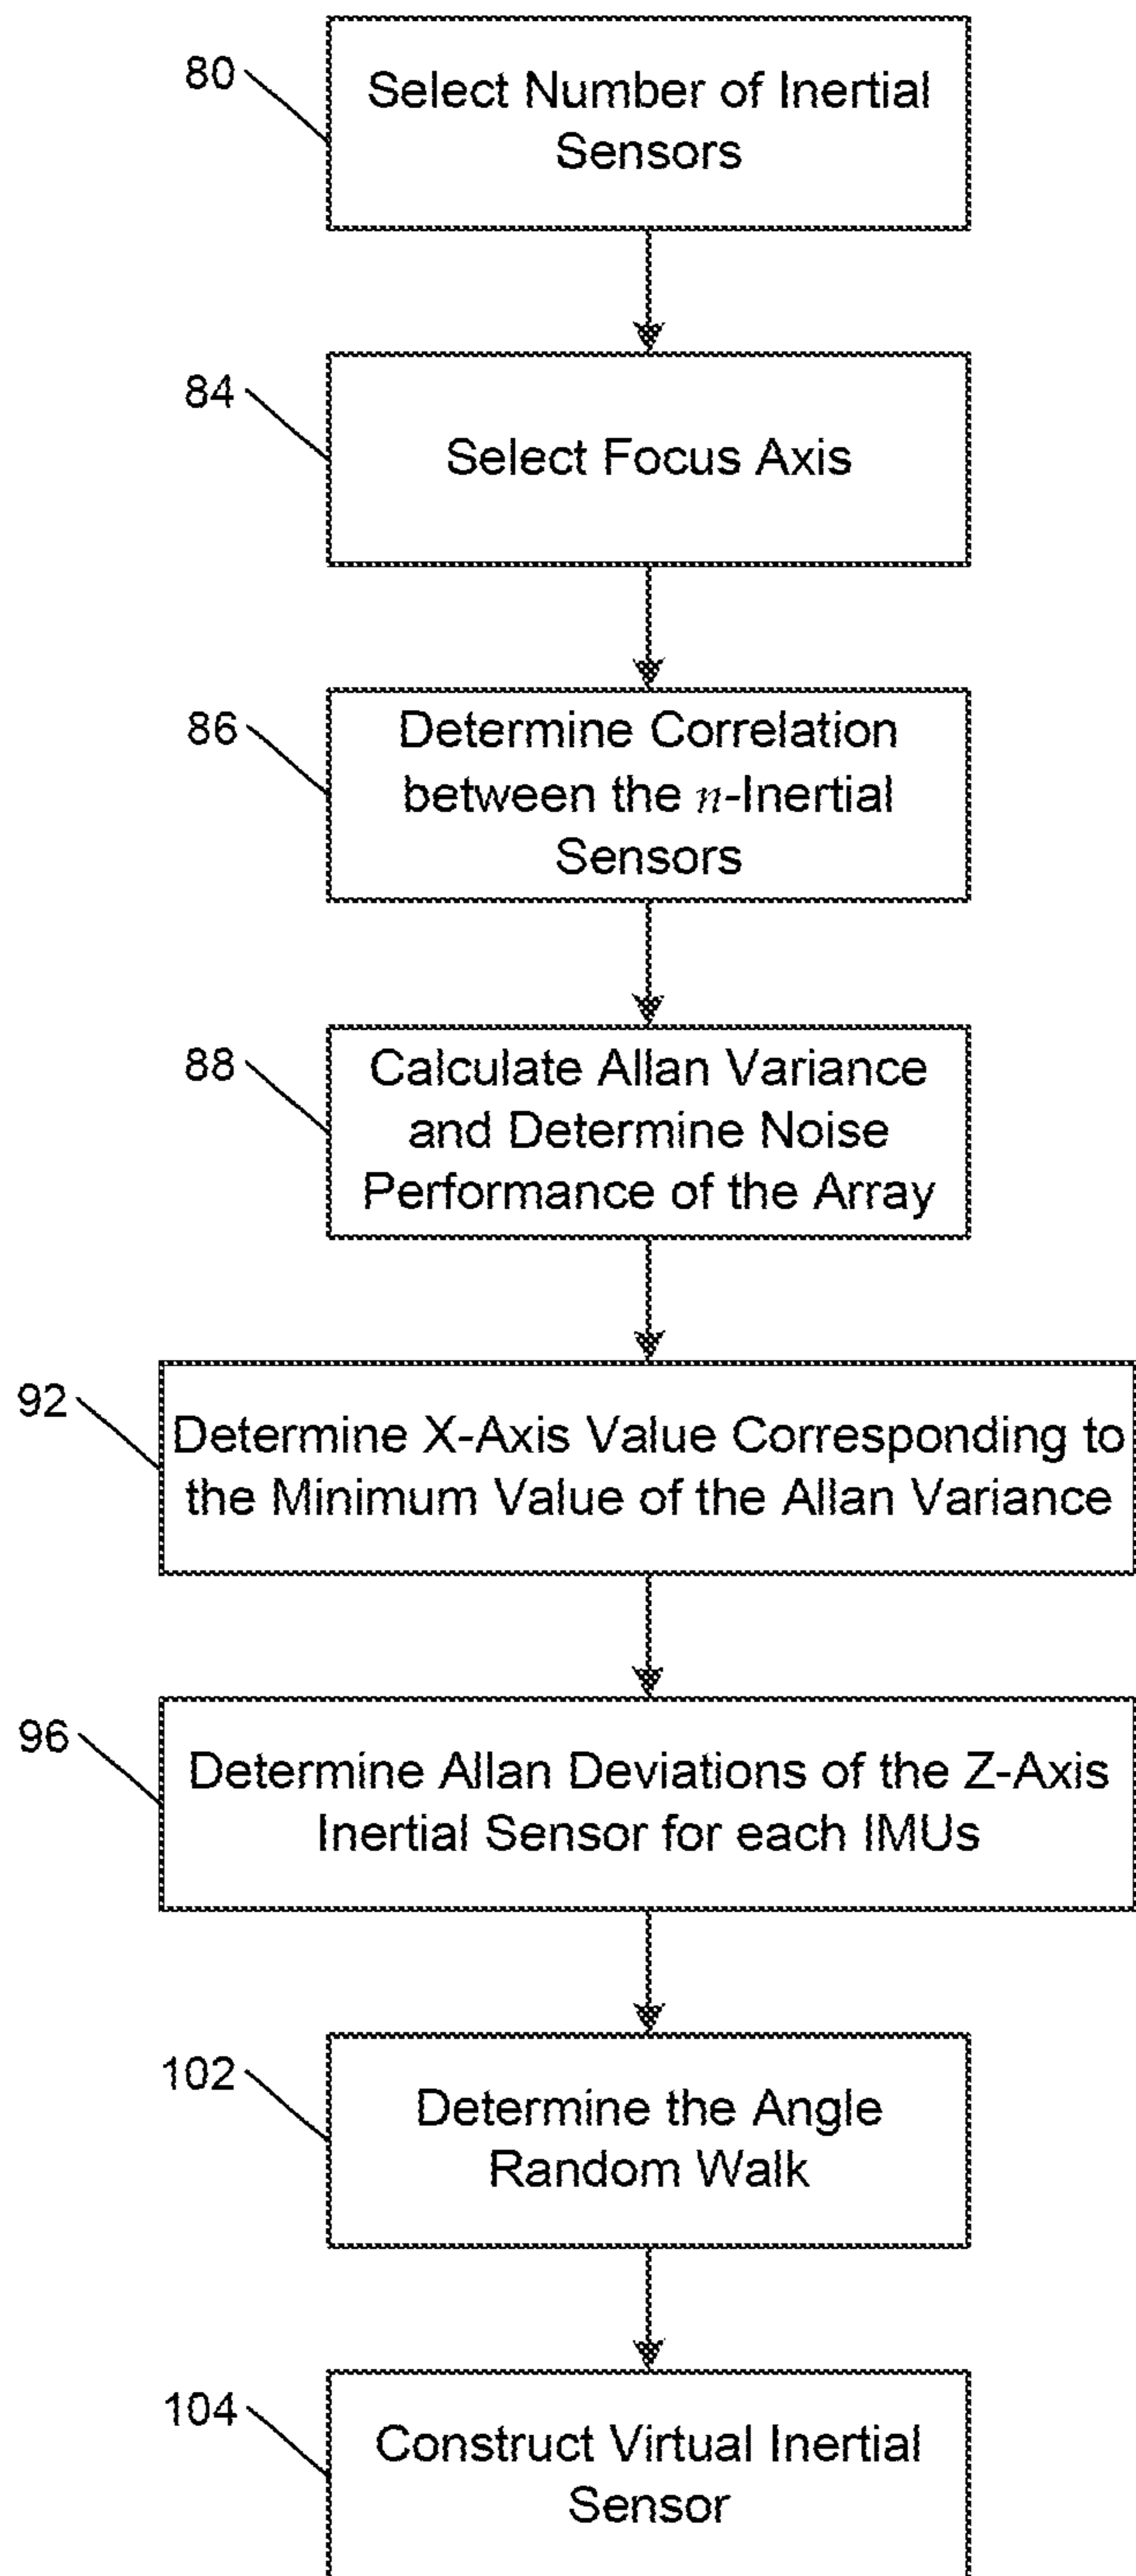 80
Select Number of Inertial
Sensors
84
Select Focus Axis
86
Determine Correlation
between the n-Inertial
Sensors
88
Calculate Allan Variance
and Determine Noise
Performance of the Array
92
Determine X-Axis Value Corresponding to
the Minimum Value of the Allan Variance
96
Determine Allan Deviations of the Z-Axis
Inertial Sensor for each IMUs
102
Determine the Angle
Random Walk
104
Construct Virtual Inertial
Sensor